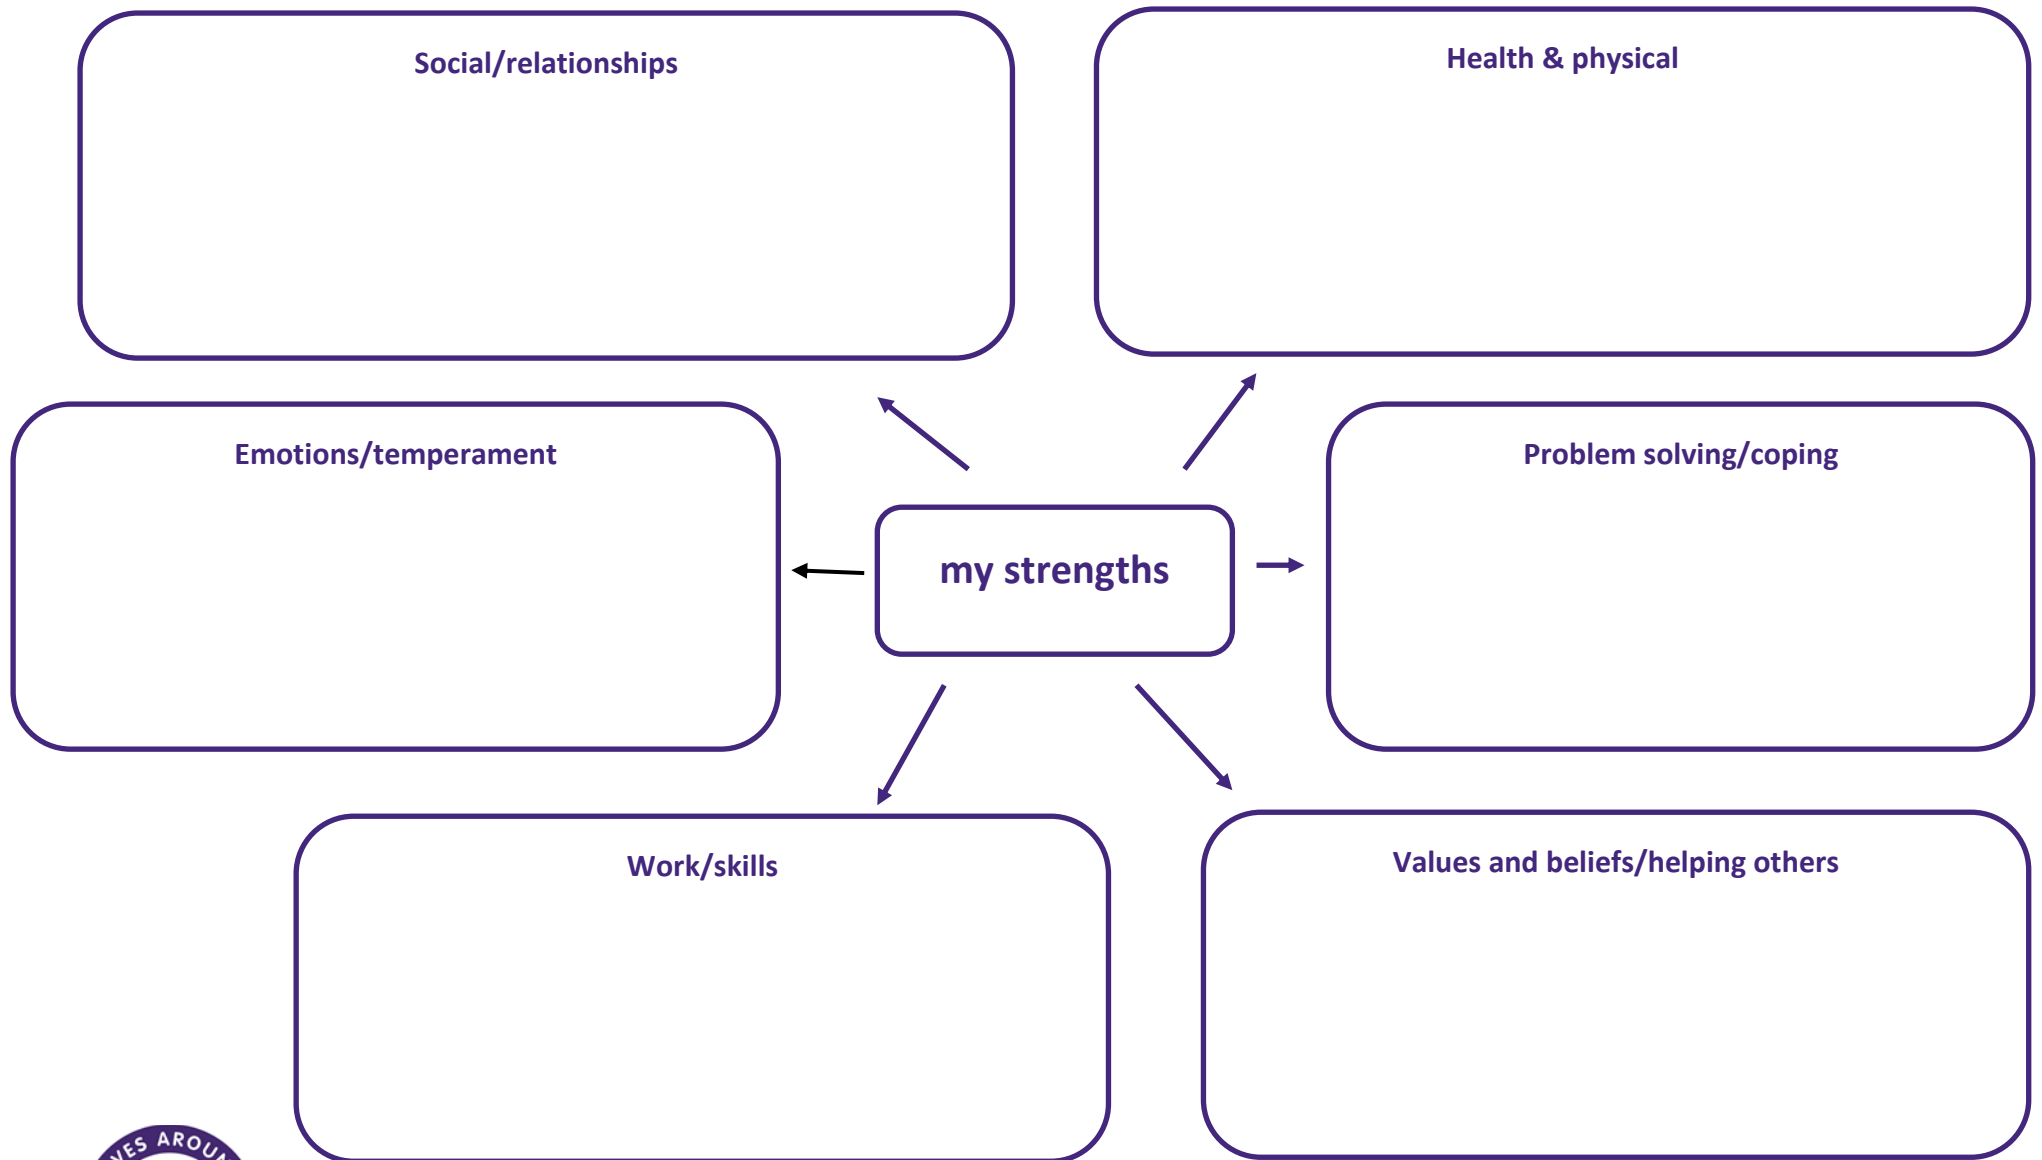 Social/relationships
Health & physical
Emotions/temperament
Problem solving/coping
my strengths
Work/skills
Values and beliefs/helping others